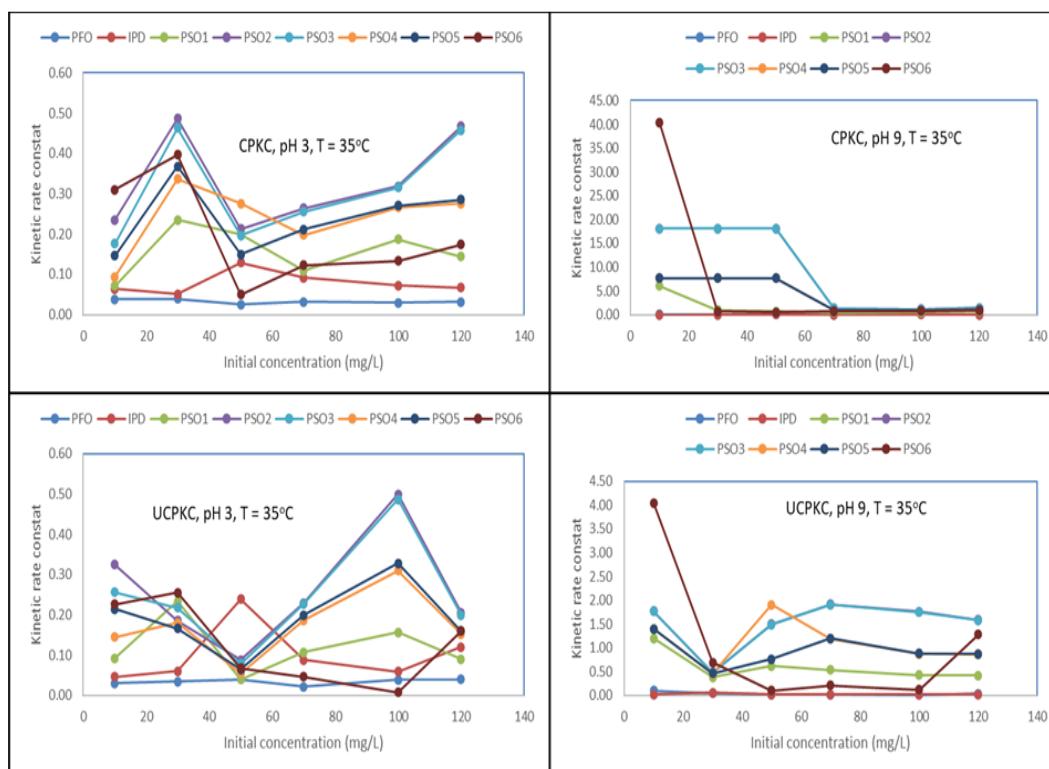 PFO IPD PSO1 PSO2 PSO3 PSO4 PSO5 PSO6
0.60
0.50
0.40
0.30
0.20
0.10
0.00
Kinetic rate constat
CPKC, pH 3, T = 35°C
0 20 40 60 80 100 120 140
Initial concentration (mg/L)
PFO IPD PSO1 PSO2
PSO3 PSO4 PSO5 PSO6
45.00
40.00
35.00
30.00
25.00
20.00
15.00
10.00
5.00
0.00
Kinetic rate constat
CPKC, pH 9, T = 35°C
0 20 40 60 80 100 120 140
Initial concentration (mg/L)
PFO IPD PSO1 PSO2 PSO3 PSO4 PSO5 PSO6
0.60
0.50
0.40
0.30
0.20
0.10
0.00
Kinetic rate constat
UCPKC, pH 3, T = 35°C
0 20 40 60 80 100 120 140
Initial concentration (mg/L)
PFO IPD PSO1 PSO2
PSO3 PSO4 PSO5 PSO6
4.50
4.00
3.50
3.00
2.50
2.00
1.50
1.00
0.50
0.00
Kinetic rate constat
UCPKC, pH 9, T = 35°C
0 20 40 60 80 100 120 140
Initial concentration (mg/L)